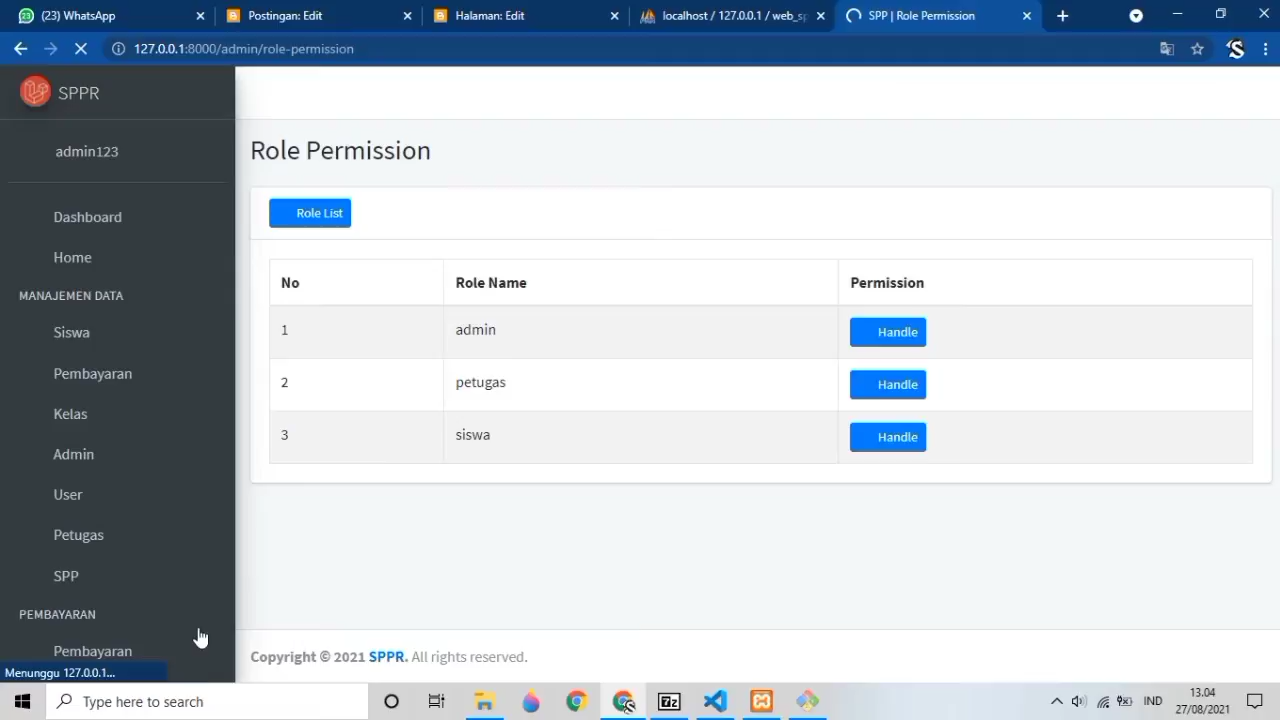 (23) WhatsApp
Postingan: Edit
Halaman: Edit
localhost / 127.0.0.1 / web_sp
SPP | Role Permission
127.0.0.1:8000/admin/role-permission
SPPR
admin123
Dashboard
Home
MANAJEMEN DATA
Siswa
Pembayaran
Kelas
Admin
User
Petugas
SPP
PEMBAYARAN
Pembayaran
Menunggu 127.0.0.1...
Role Permission
Role List
No Role Name Permission
1 admin Handle
2 petugas Handle
3 siswa Handle
Copyright © 2021 SPPR. All rights reserved.
Type here to search
7z
IND
13.04
27/08/2021